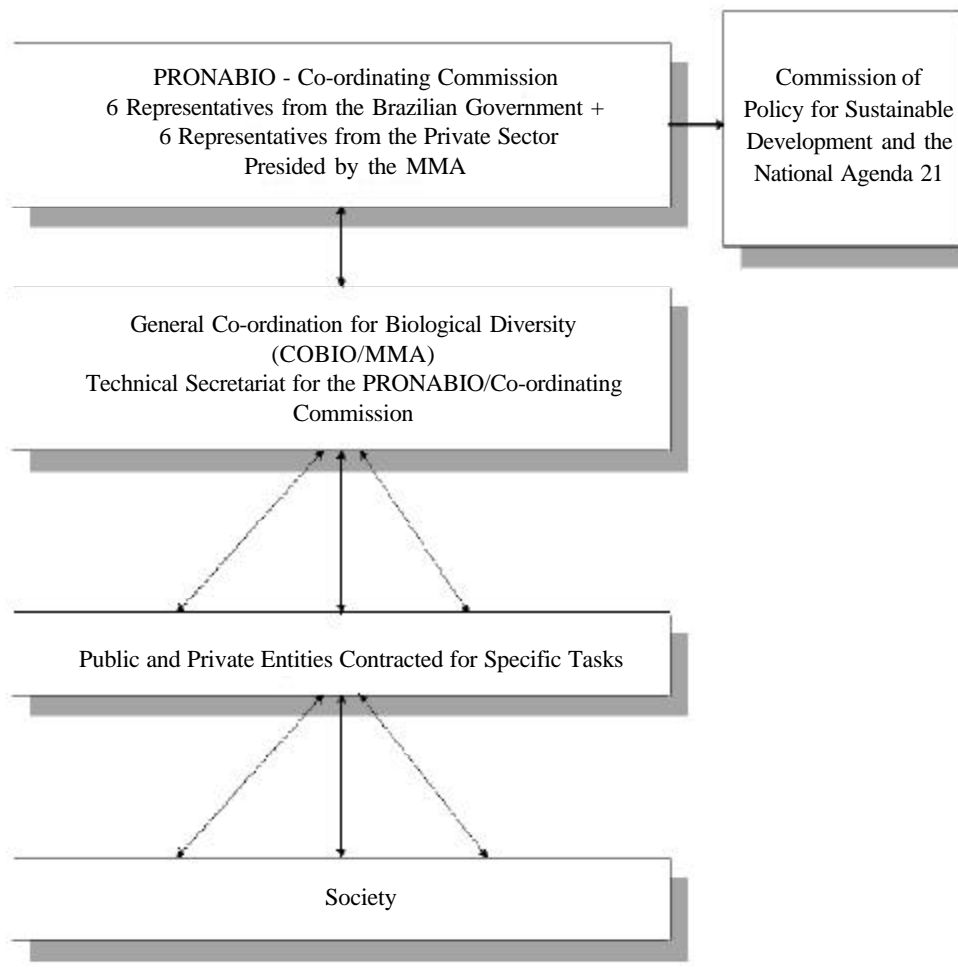 PRONABIO - Co-ordinating Commission
6 Representatives from the Brazilian Government +
6 Representatives from the Private Sector
Presided by the MMA
Commission of
Policy for Sustainable
Development and the
National Agenda 21
General Co-ordination for Biological Diversity
(COBIO/MMA)
Technical Secretariat for the PRONABIO/Co-ordinating
Commission
Public and Private Entities Contracted for Specific Tasks
Society